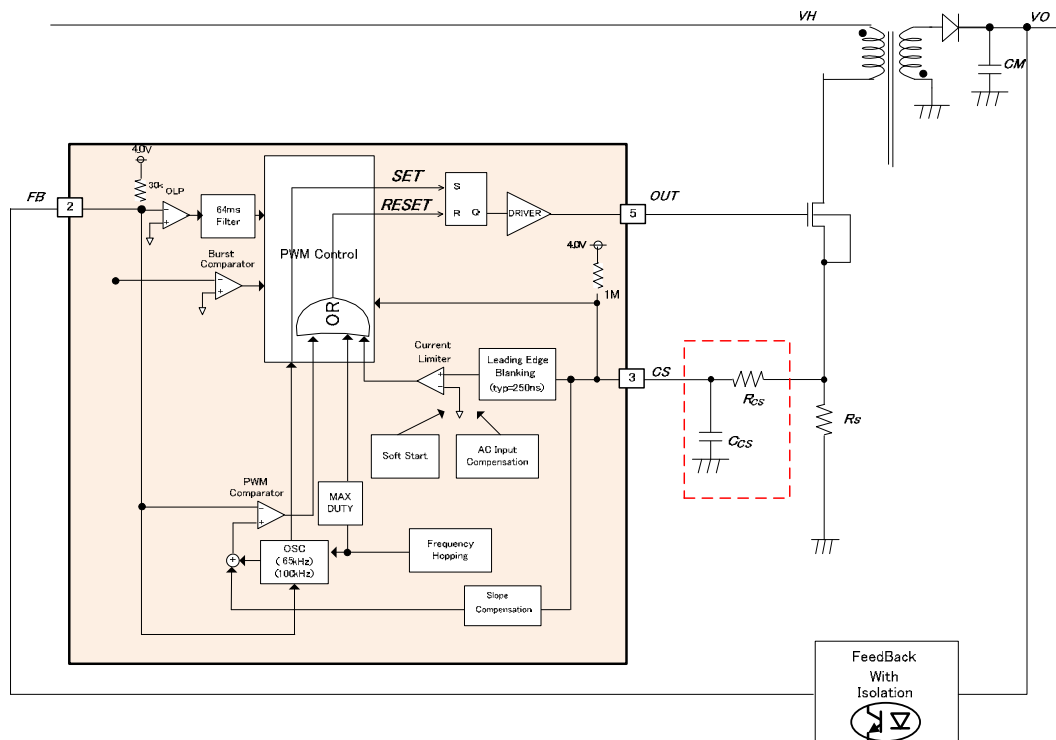 VH
VO
CM
4.0V
30k
OLP
FB
2
64ms
Filter
SET
RESET
S
R
Q
DRIVER
5
OUT
Burst
Comparator
PWM Control
OR
4.0V
1M
Current
Limiter
Leading Edge
Blanking
(typ=250ns)
3
CS
RCS
CCS
RS
Soft Start
AC Input
Compensation
PWM
Comparator
MAX
DUTY
OSC
(65kHz)
(100kHz)
Frequency
Hopping
Slope
Compensation
FeedBack
With
Isolation